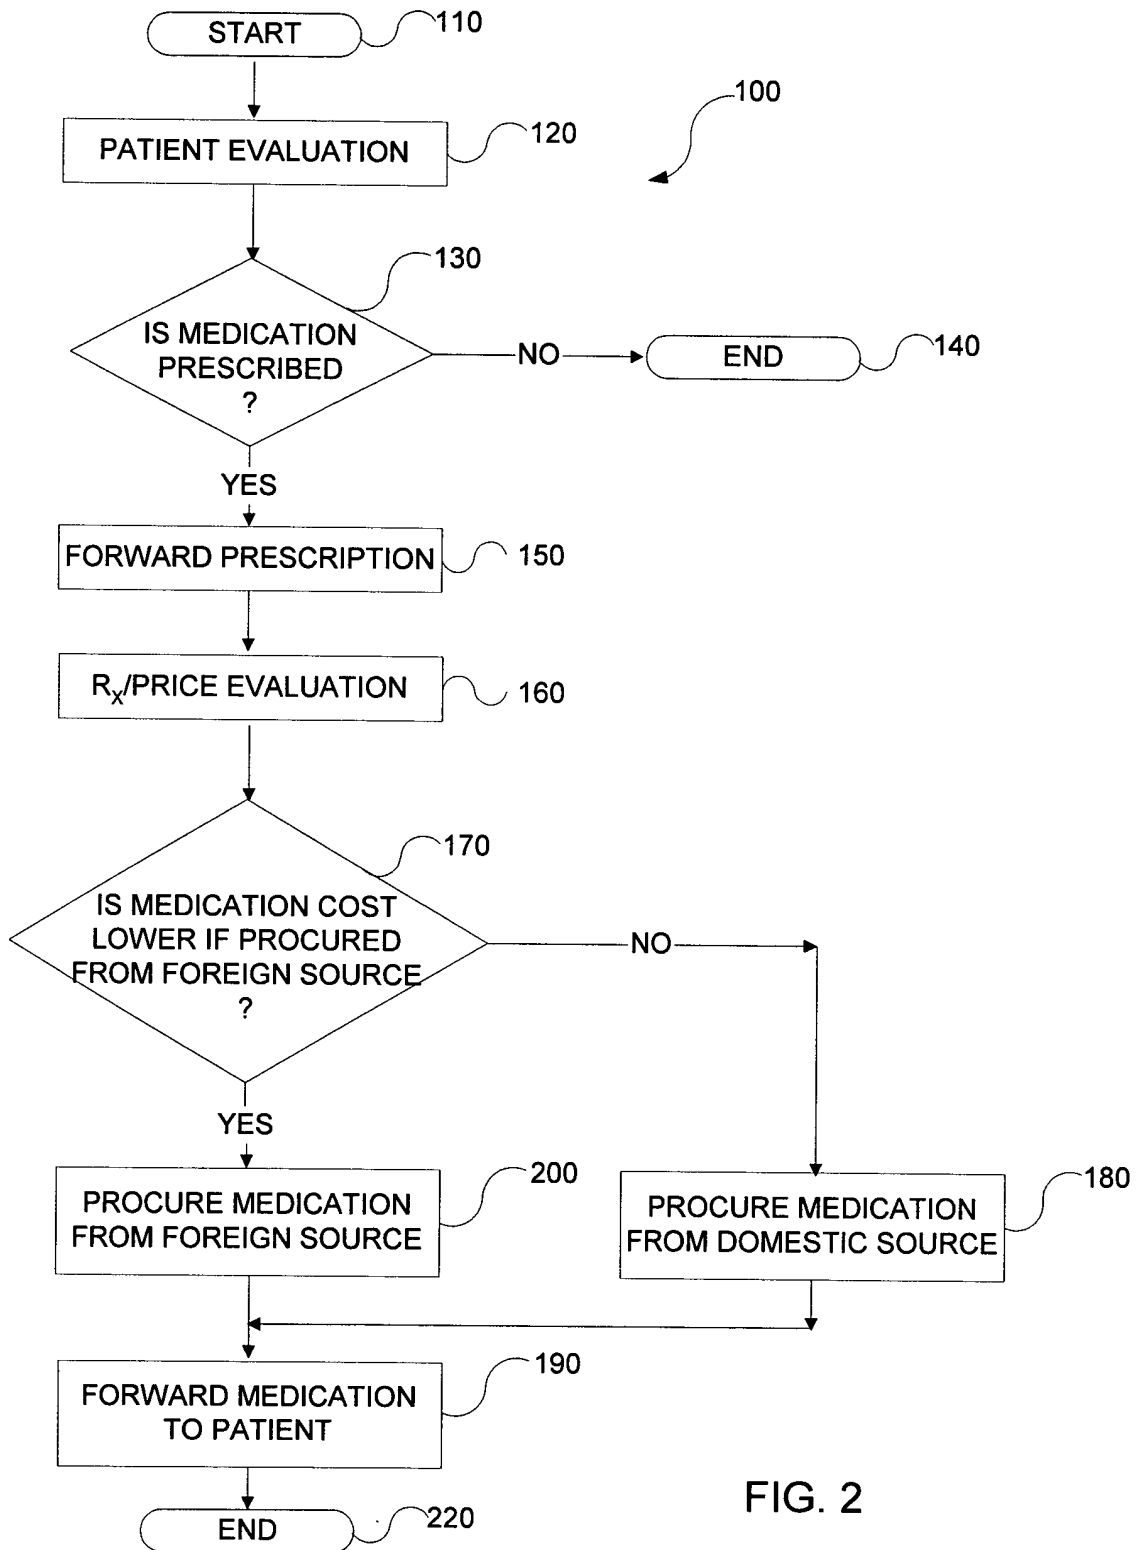 START
110
100
PATIENT EVALUATION
120
130
IS MEDICATION
PRESCRIBED
?
NO
END
140
YES
FORWARD PRESCRIPTION
150
RX/PRICE EVALUATION
160
170
IS MEDICATION COST
LOWER IF PROCURED
FROM FOREIGN SOURCE
?
NO
YES
PROCURE MEDICATION
FROM FOREIGN SOURCE
200
PROCURE MEDICATION
FROM DOMESTIC SOURCE
180
FORWARD MEDICATION
TO PATIENT
190
END
220
FIG. 2